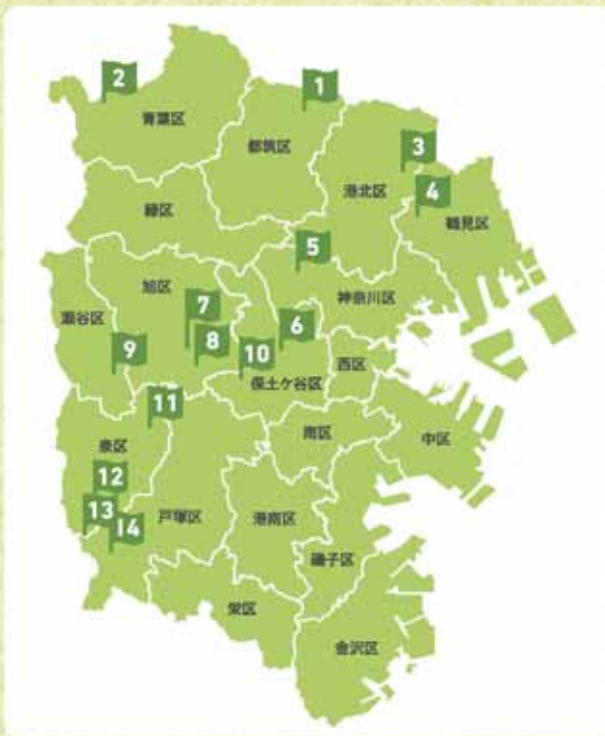 1
2
青葉区
都筑区
3
港北区
4
鶴見区
緑区
5
旭区
神奈川区
瀬谷区
7
6
8
9
10
西区
保土ケ谷区
11
南区
中区
泉区
12
13
14
戸塚区
港南区
磯子区
栄区
金沢区